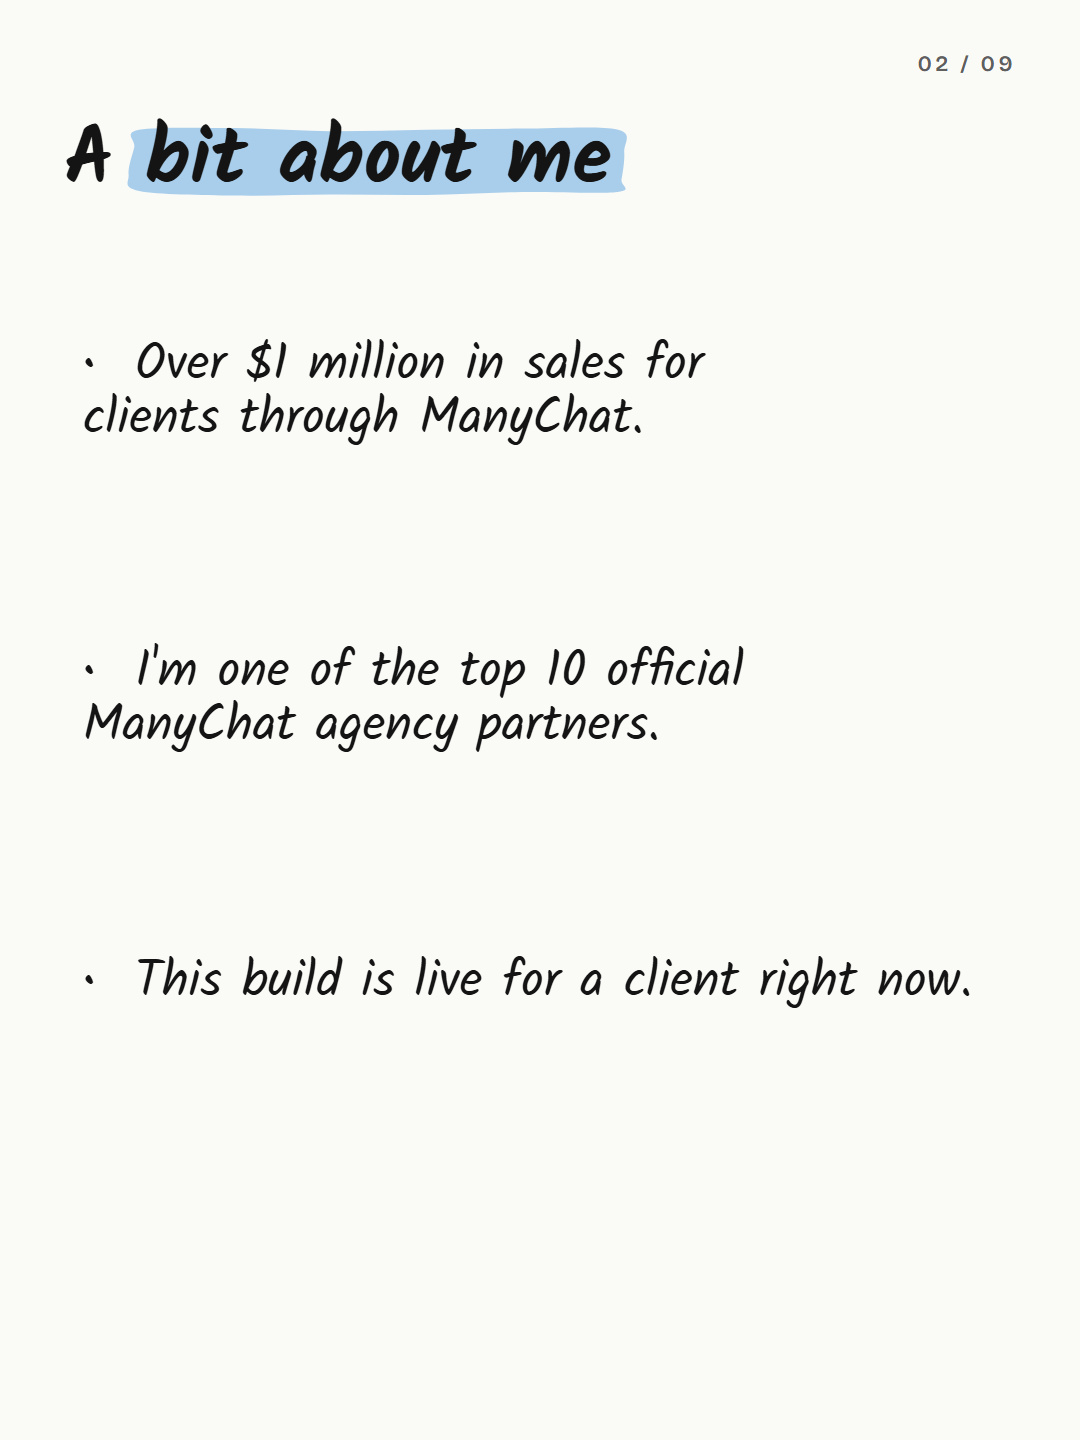 02 / 09
A bit about me
· Over $1 million in sales for
clients through ManyChat.
· I'm one of the top 10 official
ManyChat agency partners.
· This build is live for a client right now.